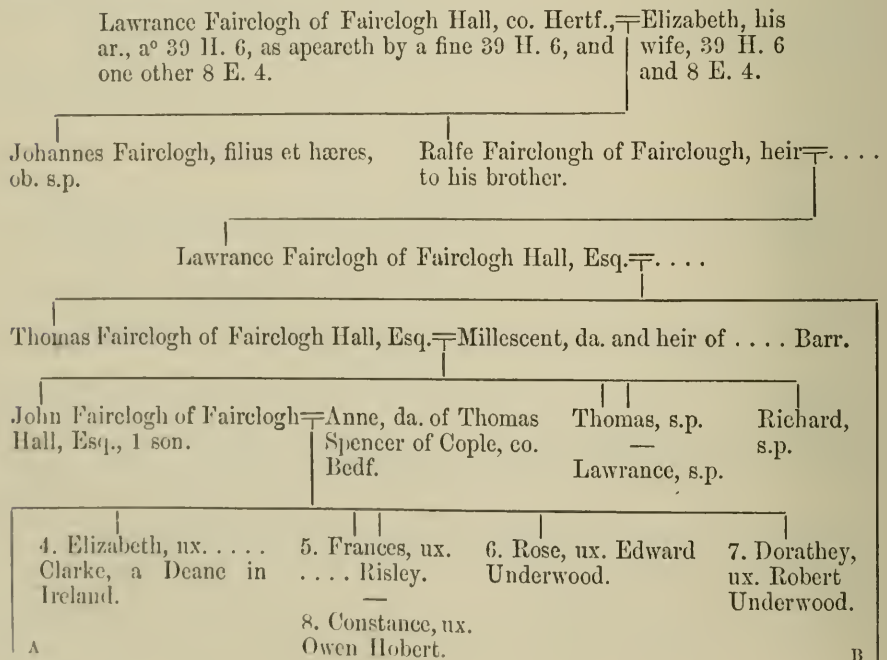 Lawrance Fairclogh of Fairclogh Hall, co. Hertf.,
ar., a° 39 H. 6, as apeareth by a fine 39 H. 6, and
one other 8 E. 4.
Elizabeth, his
wife, 39 H. 6
and 8 E. 4.
Johannes Fairclogh, filius et hæres,
ob. s.p.
Ralfe Fairclough of Fairclough, heir
to his brother.
. . . .
Lawrance Fairclogh of Fairclogh Hall, Esq.
. . . .
Thomas Fairclogh of Fairclogh Hall, Esq.
Millescent, da. and heir of . . . . Barr.
John Fairclogh of Fairclogh
Hall, Esq., 1 son.
Anne, da. of Thomas
Spencer of Cople, co.
Bedf.
Thomas, s.p.
—
Lawrance, s.p.
Richard,
s.p.
4. Elizabeth, ux. . . . .
Clarke, a Deane in
Ireland.
5. Frances, ux.
. . . . Risley.
—
8. Constance, ux.
Owen Hobert.
6. Rose, ux. Edward
Underwood.
7. Dorathey,
ux. Robert
Underwood.
A
B